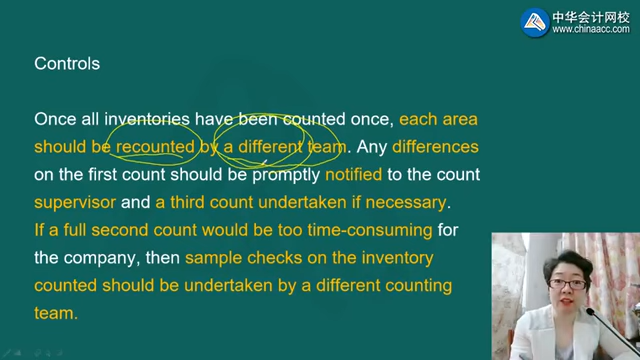 中华会计网校
www.chinaacc.com
Controls
Once all inventories have been counted once, each area
should be recounted by a different team. Any differences
on the first count should be promptly notified to the count
supervisor and a third count undertaken if necessary.
If a full second count would be too time-consuming for
the company, then sample checks on the inventory
counted should be undertaken by a different counting
team.